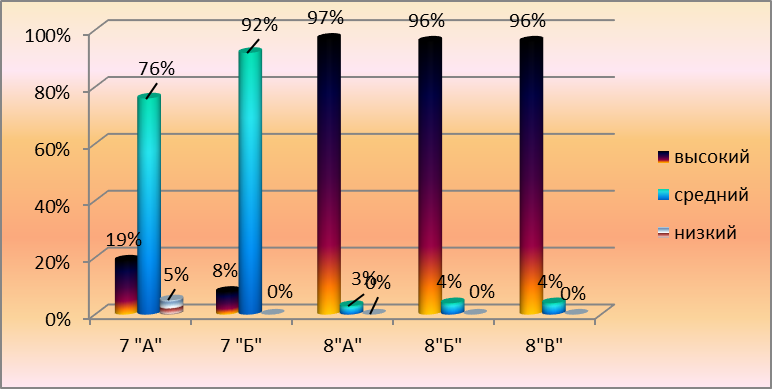 97%
96%
96%
92%
100%
76%
80%
60%
высокий
средний
40%
низкий
19%
20%
5%
8%
0%
3%
0%
4%
0%
4%
0%
0%
7 "А"
7 "Б"
8"А"
8"Б"
8"В"